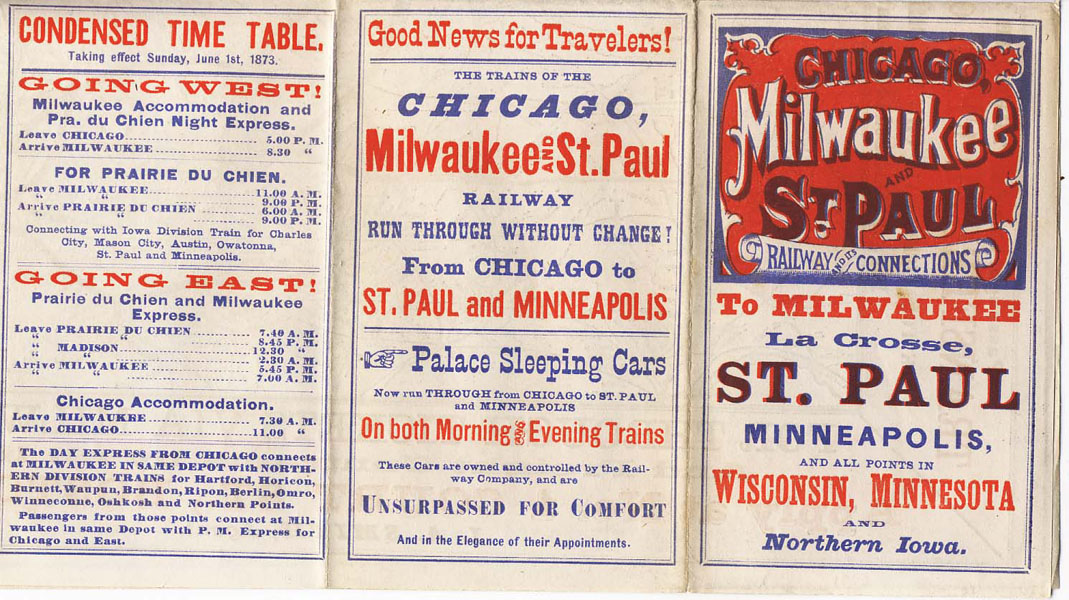 CONDENSED TIME TABLE.
Taking effect Sunday, June 1st, 1873.
GOING WEST!
Milwaukee Accommodation and
Pra. du Chien Night Express.
Leave CHICAGO 5.00 P. M.
Arrive MILWAUKEE 8.30 "
FOR PRAIRIE DU CHIEN.
Leave MILWAUKEE 11.00 A. M.
" " 9.00 P. M.
Arrive PRAIRIE DU CHIEN 6.00 A. M.
" " 9.00 P. M.
Connecting with Iowa Division Train for Charles
City, Mason City, Austin, Owatonna,
St. Paul and Minneapolis.
GOING EAST!
Prairie du Chien and Milwaukee
Express.
Leave PRAIRIE DU CHIEN 7.40 A. M.
" " 8.45 P. M.
" MADISON 12.30 "
" " 2.30 A. M.
Arrive MILWAUKEE 5.45 P. M.
" " 7.00 A. M.
Chicago Accommodation.
Leave MILWAUKEE 7.30 A. M.
Arrive CHICAGO 11.00 "
The DAY EXPRESS FROM CHICAGO connects
at MILWAUKEE IN SAME DEPOT with NORTH-
ERN DIVISION TRAINS for Hartford, Horicon,
Burnett, Waupun, Brandon, Ripon, Berlin, Omro,
Winneconne, Oshkosh and Northern Points.
Passengers from those points connect at Mil-
waukee in same Depot with P. M. Express for
Chicago and East.
Good News for Travelers!
THE TRAINS OF THE
CHICAGO,
Milwaukee AND St. Paul
RAILWAY
RUN THROUGH WITHOUT CHANGE!
From CHICAGO to
ST. PAUL and MINNEAPOLIS
Palace Sleeping Cars
Now run THROUGH from CHICAGO to ST. PAUL
and MINNEAPOLIS
On both Morning and Evening Trains
These Cars are owned and controlled by the Rail-
way Company, and are
UNSURPASSED FOR COMFORT
And in the Elegance of their Appointments.
CHICAGO,
Milwaukee
AND
ST. PAUL
RAILWAY AND ITS CONNECTIONS
To MILWAUKEE
La Crosse,
ST. PAUL
MINNEAPOLIS,
AND ALL POINTS IN
WISCONSIN, MINNESOTA
AND
Northern Iowa.